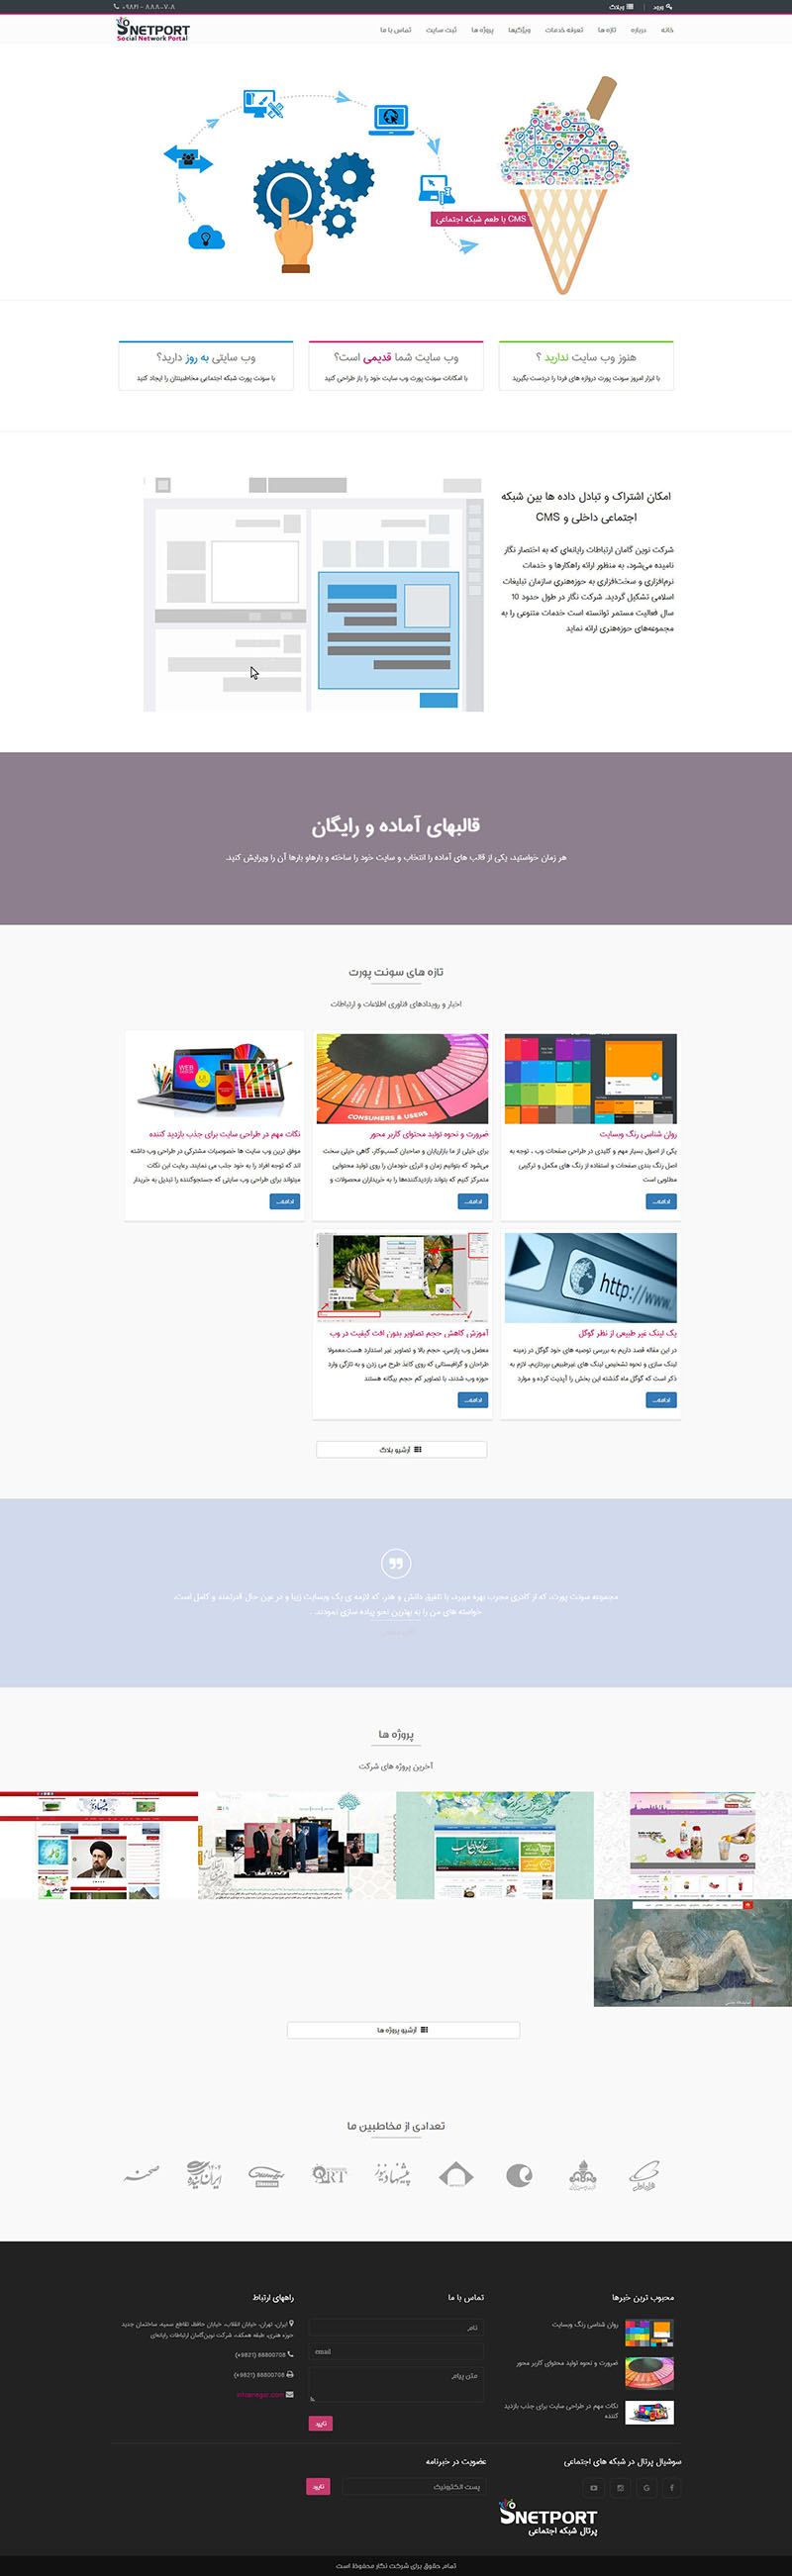 ورود
وبلاگ
۰۹۸۲۱ - ۸۸۸۰۰۷۰۸
خانه
درباره
تازه ها
تعرفه خدمات
ویژگیها
پروژه ها
ثبت سایت
تماس با ما
SNETPORT
Social Network Portal
CMS با طعم شبکه اجتماعی
هنوز وب سایت ندارید ؟
با ابزار امروز سونت پورت دروازه های فردا را دردست بگیرید
وب سایت شما قدیمی است؟
با امکانات سونت پورت وب سایت خود را باز طراحی کنید
وب سایتی به روز دارید؟
با سونت پورت شبکه اجتماعی مخاطبینتان را ایجاد کنید
امکان اشتراک و تبادل داده ها بین شبکه
اجتماعی داخلی و CMS
شرکت نوین گامان ارتباطات رایانه‌ای که به اختصار نگار
نامیده می‌شود، به منظور ارائه راهکارها و خدمات
نرم‌افزاری و سخت‌افزاری به حوزه‌هنری سازمان تبلیغات
اسلامی تشکیل گردید. شرکت نگار در طول حدود 10
سال فعالیت مستمر توانسته است خدمات متنوعی را به
مجموعه‌های حوزه‌هنری ارائه نماید
قالبهای آماده و رایگان
هر زمان خواستید، یکی از قالب های آماده را انتخاب و سایت خود را ساخته و بارهاو بارها آن را ویرایش کنید.
تازه های سونت پورت
اخبار و رویدادهای فناوری اطلاعات و ارتباطات
CONSUMERS & USERS
WEB
روان شناسی رنگ وبسایت
یکی از اصول بسیار مهم و کلیدی در طراحی صفحات وب ، توجه به
اصل رنگ بندی صفحات و استفاده از رنگ های مکمل و ترکیبی
مطلوبی است
ادامه...
ضرورت و نحوه تولید محتوای کاربر محور
برای خیلی از ما بازاریابان و صاحبان کسب‌وکار، گاهی خیلی سخت
می‌شود که بتوانیم زمان و انرژی خودمان را روی تولید محتوایی
متمرکز کنیم که بتواند بازدیدکننده‌ها را به خریداران محصولات و
ادامه...
نکات مهم در طراحی سایت برای جذب بازدید کننده
موفق ترین وب سایت ها خصوصیات مشترکی در طراحی وب داشته
اند که توجه افراد را به خود جلب می نمایند. رعایت این نکات
میتواند برای طراحی وب سایتی که جستجوکننده را تبدیل به خریدار
ادامه...
http://www.
یک لینک غیر طبیعی از نظر گوگل
در این مقاله قصد داریم به بررسی توصیه های خود گوگل در زمینه
لینک سازی و نحوه تشخیص لینک های غیرطبیعی بپردازیم. لازم به
ذکر است که گوگل ماه گذشته این بخش را آپدیت کرده و موارد
ادامه...
آموزش کاهش حجم تصاویر بدون افت کیفیت در وب
معضل وب پارسی، حجم بالا و تصاویر غیر استاندارد هست.معمولا
طراحان و گرافیستانی که روی کاغذ طرح می زدن و به تازگی وارد
حوزه وب شدند، با تصاویر کم حجم بیگانه هستند
ادامه...
آرشیو بلاگ
مجموعه سونت پورت، که از کادری مجرب بهره میبرد، با تلفیق دانش و هنر، که لازمه ی یک وبسایت زیبا و در عین حال قدرتمند و کامل است،
خواسته های من را به بهترین نحو پیاده سازی نمودند. .
پروژه ها
آخرین پروژه های شرکت
آرشیو پروژه ها
تعدادی از مخاطبین ما
محبوب ترین خبرها
روان شناسی رنگ وبسایت
ضرورت و نحوه تولید محتوای کاربر محور
نکات مهم در طراحی سایت برای جذب بازدید
کننده
تماس با ما
نام
email
متن پیام
تایید
راههای ارتباط
ایران، تهران، خیابان انقلاب، خیابان حافظ، تقاطع سمیه، ساختمان جدید
حوزه هنری، طبقه همکف، شرکت نوین‌گامان ارتباطات رایانه‌ای
(+9821) 88800708
(+9821) 88800708
سوشیال پرتال در شبکه های اجتماعی
عضویت در خبرنامه
پست الکترونیک
تایید
SNETPORT
پرتال شبکه اجتماعی
تمام حقوق برای شرکت نگار محفوظ است